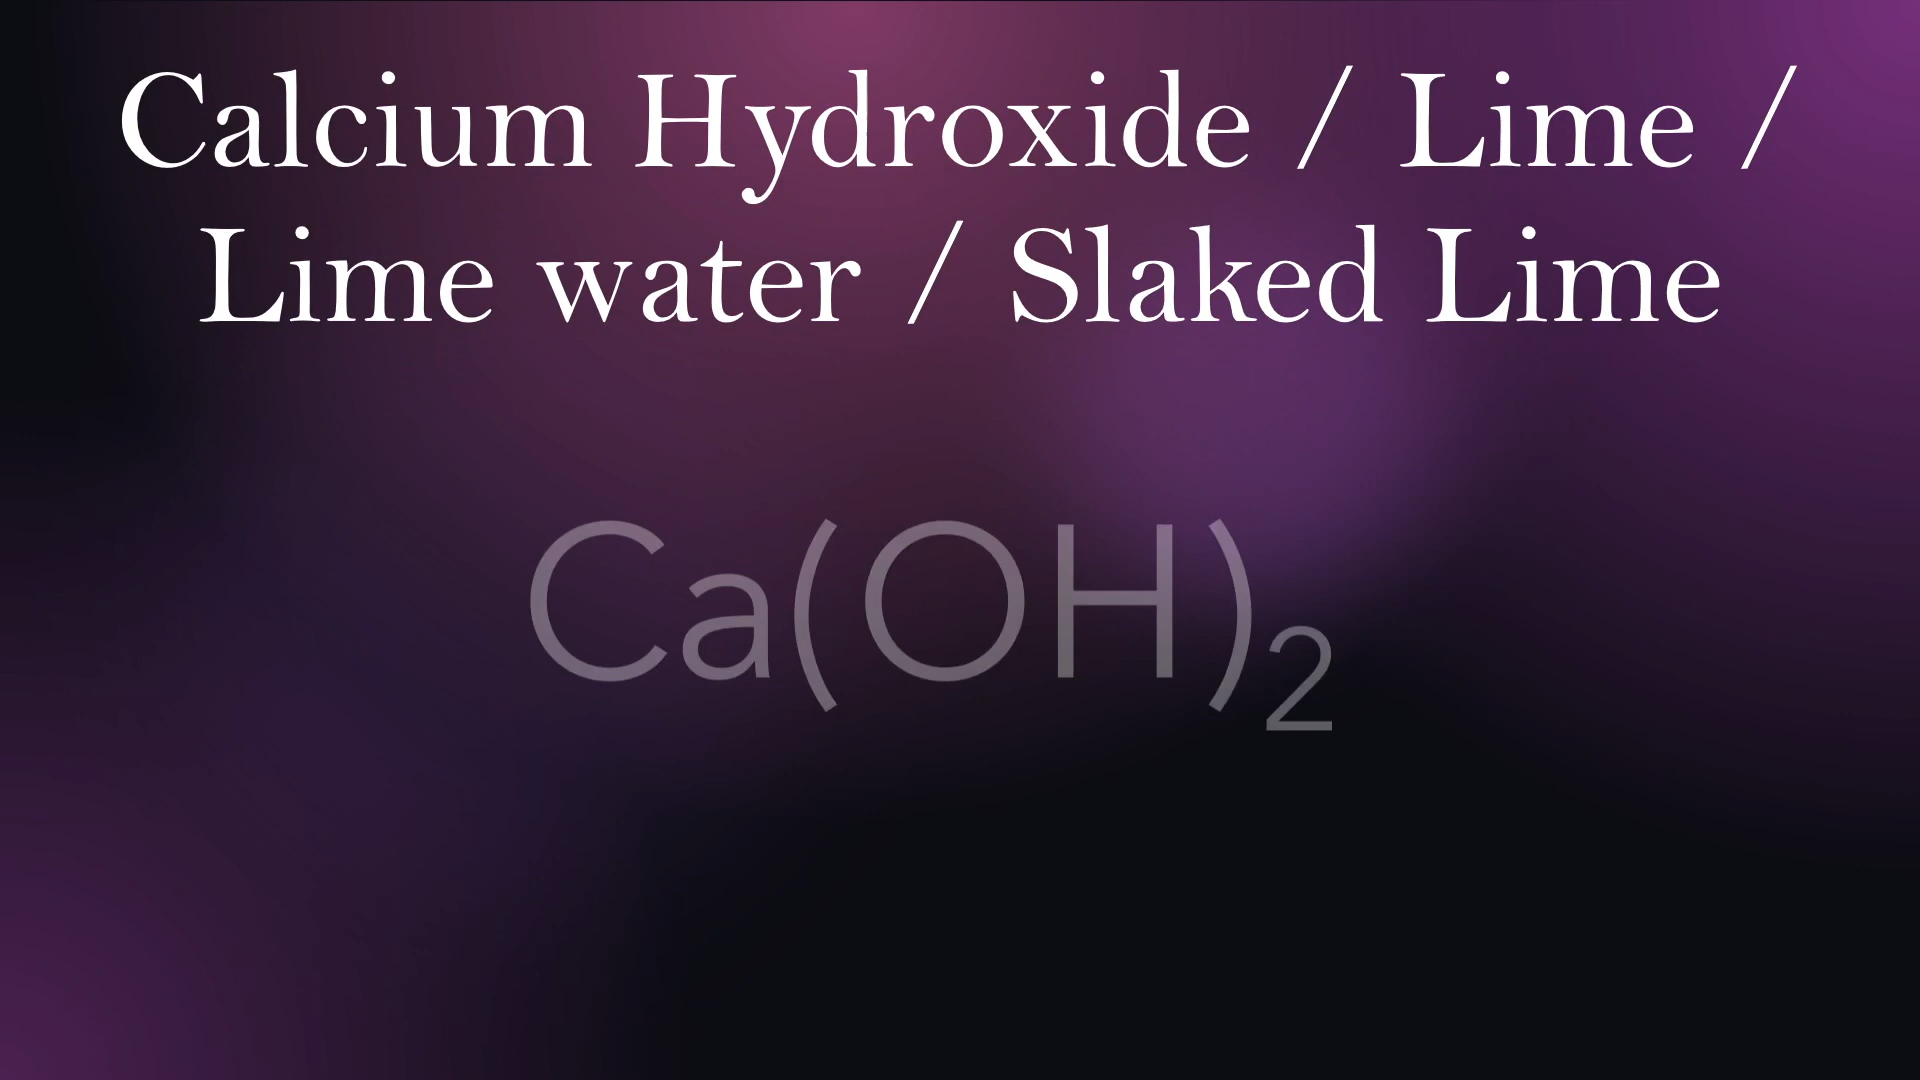 Calcium Hydroxide / Lime /
Lime water / Slaked Lime
Ca(OH)₂